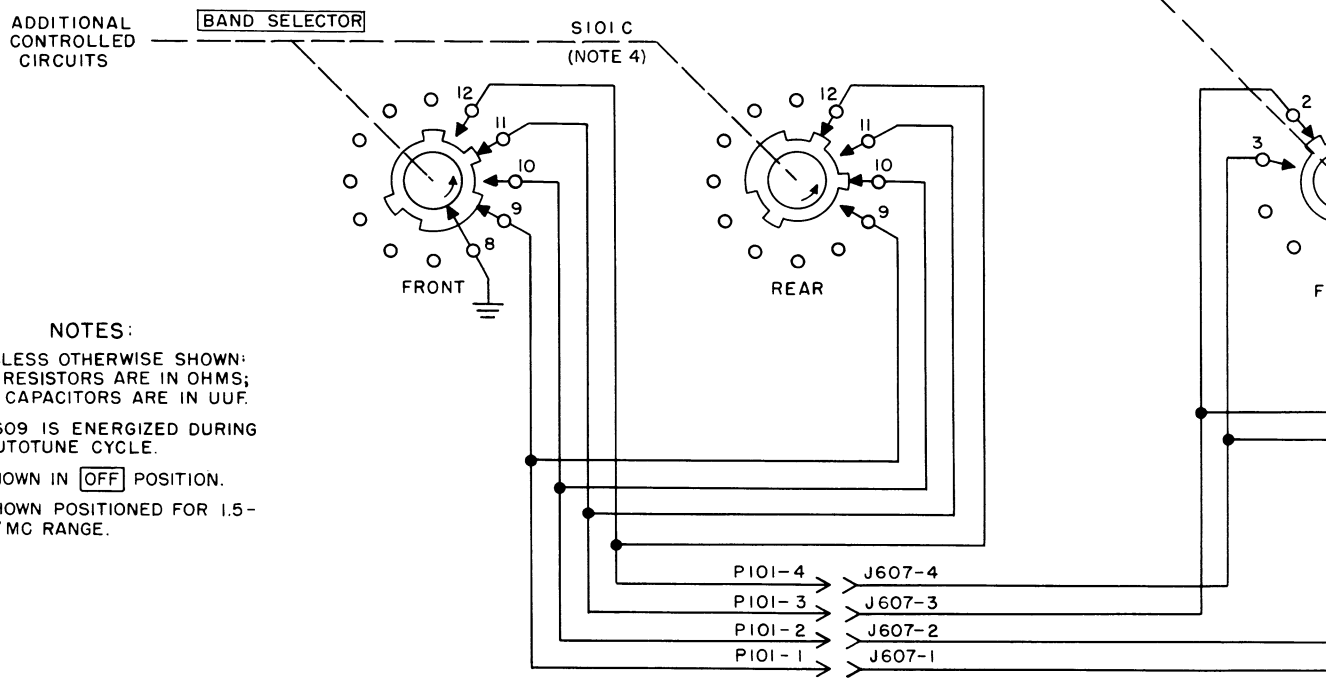 ADDITIONAL
CONTROLLED
CIRCUITS
BAND SELECTOR
S101 C
(NOTE 4)
12
11
10
9
8
FRONT
12
11
10
9
REAR
2
3
F
NOTES:
LESS OTHERWISE SHOWN:
RESISTORS ARE IN OHMS;
CAPACITORS ARE IN UUF.
609 IS ENERGIZED DURING
UTOTUNE CYCLE.
OWN IN OFF POSITION.
HOWN POSITIONED FOR 1.5-
MC RANGE.
P101-4 J607-4
P101-3 J607-3
P101-2 J607-2
P101-1 J607-1